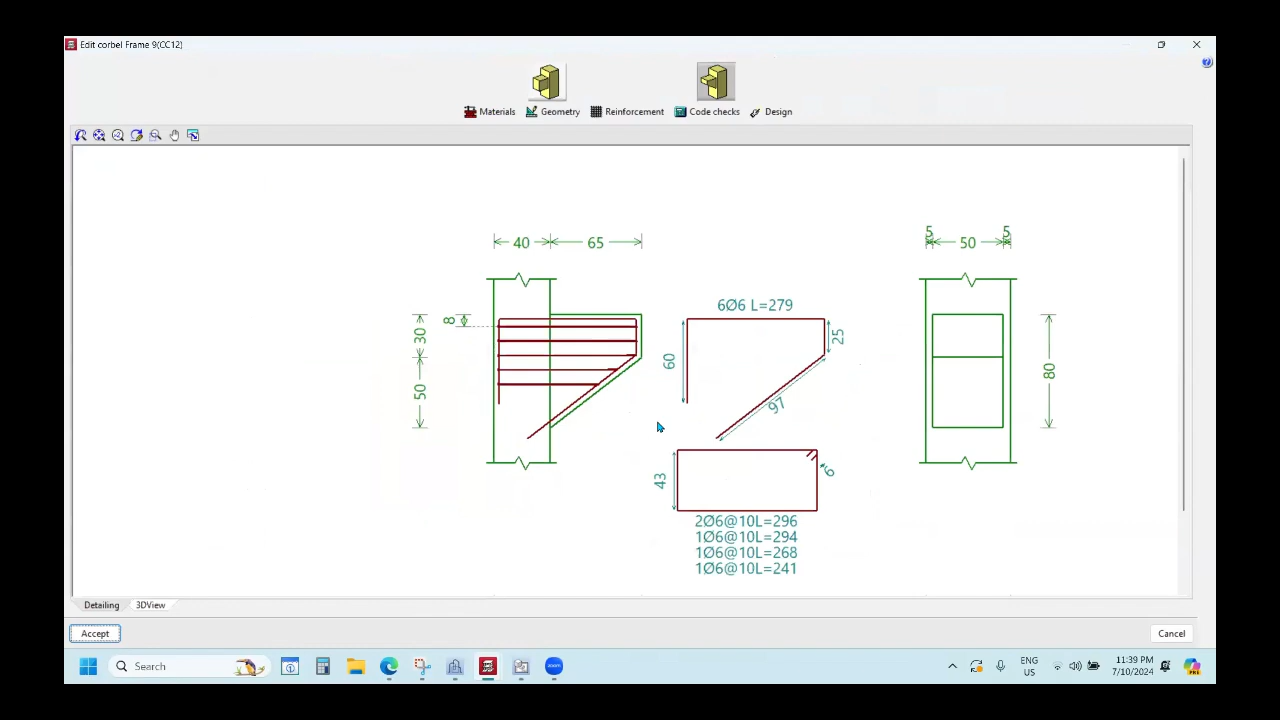 Edit corbel Frame 9(CC12)
Materials Geometry Reinforcement Code checks Design
5 5
40 65 50
8
30
50
6Ø6 L=279
60
25
97
80
43
6
2Ø6@10L=296
1Ø6@10L=294
1Ø6@10L=268
1Ø6@10L=241
Detailing 3DView
Accept Cancel
Search
zoom
ENG
US
11:39 PM
7/10/2024
PRE